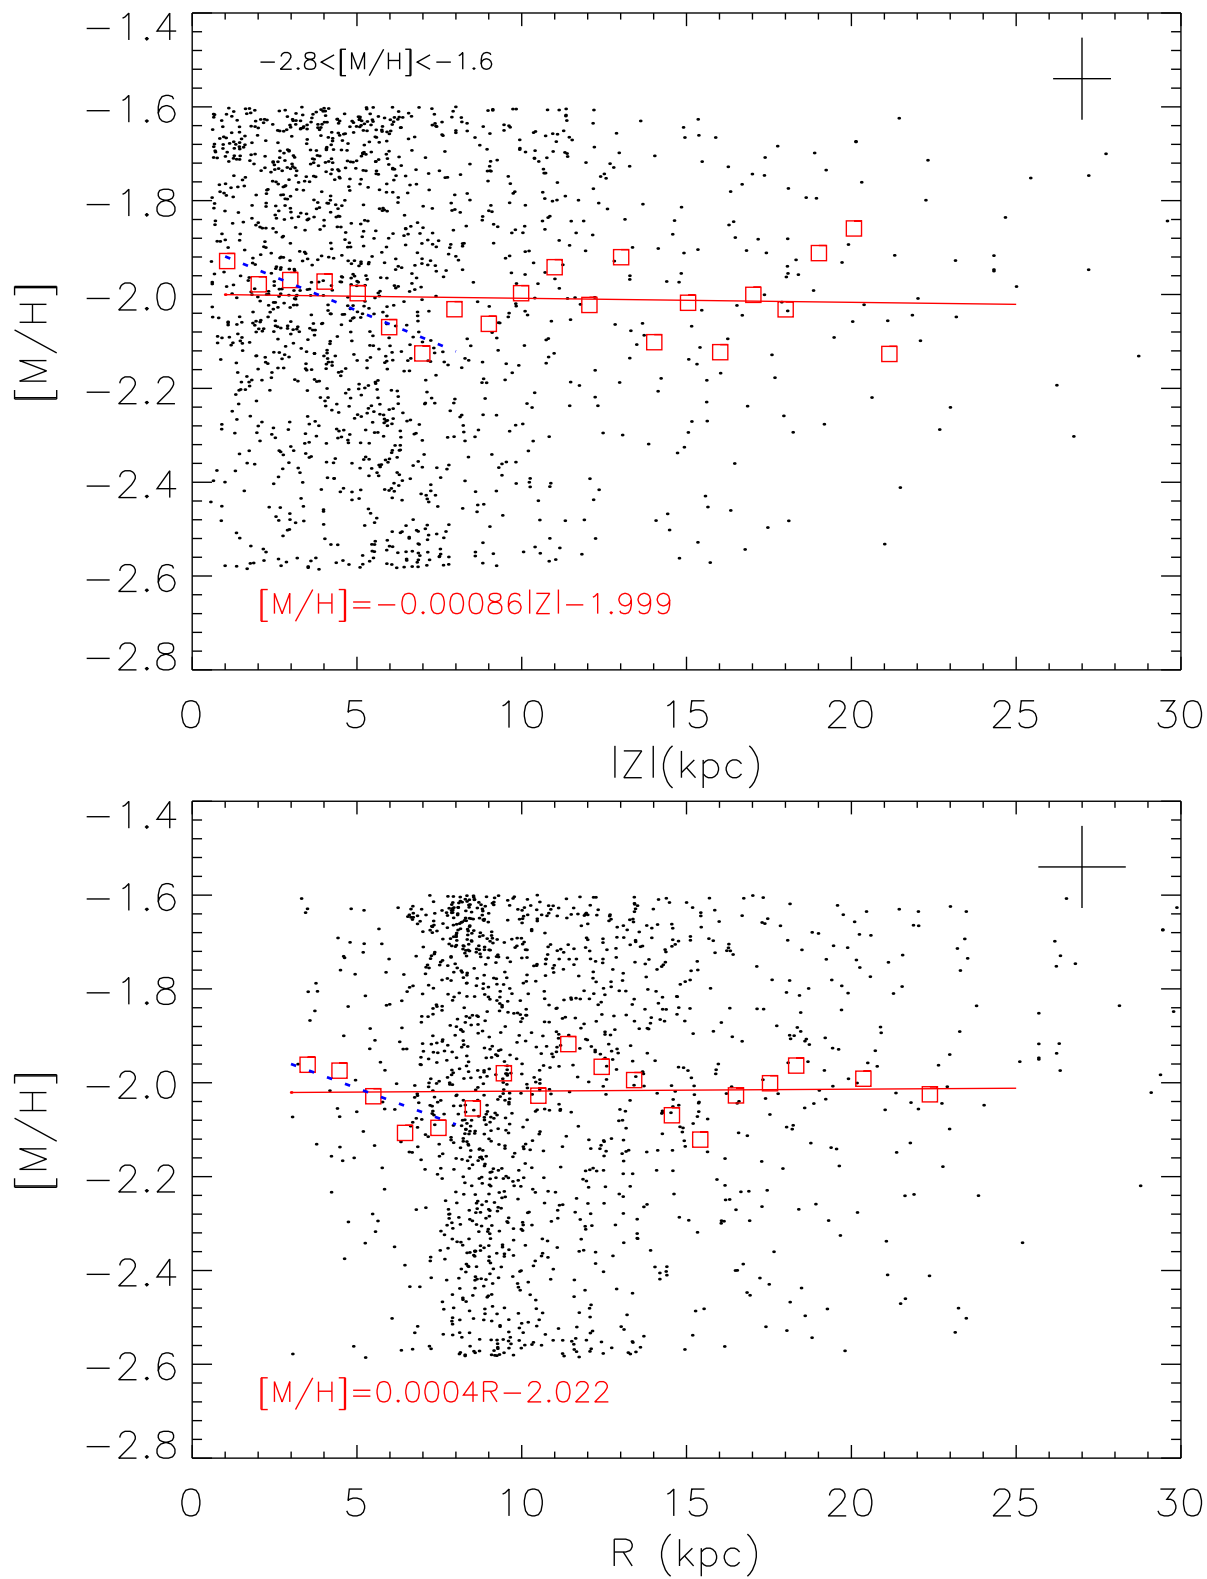 −1.4
−2.8<[M/H]<−1.6
−1.6
−1.8
−2.0
[M/H]
−2.2
−2.4
−2.6
[M/H]=−0.00086|Z|−1.999
−2.8
0 5 10 15 20 25 30
|Z|(kpc)
−1.4
−1.6
−1.8
−2.0
[M/H]
−2.2
−2.4
−2.6
[M/H]=0.0004R−2.022
−2.8
0 5 10 15 20 25 30
R (kpc)